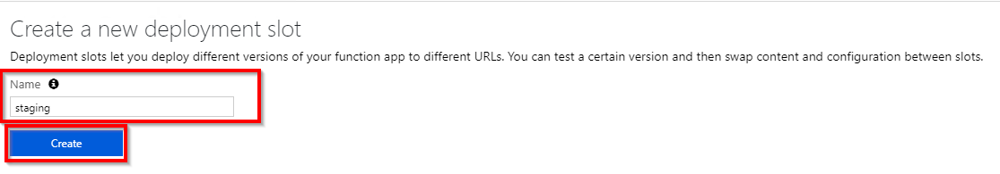 Create a new deployment slot
Deployment slots let you deploy different versions of your function app to different URLs. You can test a certain version and then swap content and configuration between slots.
Name
staging
Create